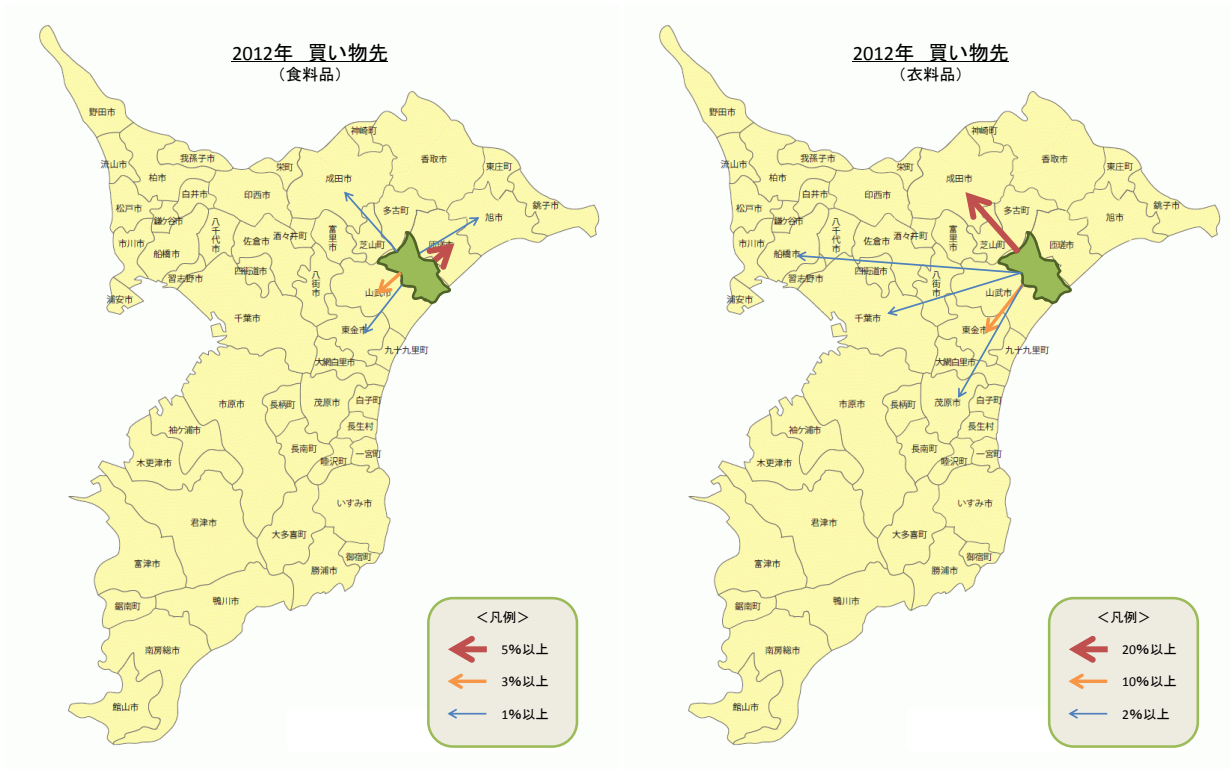 2012年 買い物先
（食料品）
野田市
神崎町
流山市
我孫子市
香取市
栄町
東庄町
柏市
成田市
白井市
印西市
松戸市
多古町
銚子市
鎌ケ谷市
旭市
八千代市
酒々井町
富里市
市川市
佐倉市
芝山町
匝瑳市
船橋市
四街道市
習志野市
八街市
山武市
浦安市
千葉市
東金市
九十九里町
大網白里市
市原市
長柄町
茂原市
白子町
袖ケ浦市
長生村
長南町
一宮町
木更津市
睦沢町
いすみ市
君津市
大多喜町
御宿町
富津市
勝浦市
鋸南町
鴨川市
南房総市
館山市
＜凡例＞
5%以上
3%以上
1%以上
2012年 買い物先
（衣料品）
野田市
神崎町
流山市
我孫子市
香取市
栄町
東庄町
柏市
成田市
白井市
印西市
松戸市
多古町
銚子市
鎌ケ谷市
旭市
八千代市
酒々井町
富里市
市川市
佐倉市
芝山町
匝瑳市
船橋市
四街道市
習志野市
八街市
山武市
浦安市
千葉市
東金市
九十九里町
大網白里市
市原市
長柄町
茂原市
白子町
袖ケ浦市
長生村
長南町
一宮町
木更津市
睦沢町
いすみ市
君津市
大多喜町
御宿町
富津市
勝浦市
鋸南町
鴨川市
南房総市
館山市
＜凡例＞
20%以上
10%以上
2%以上